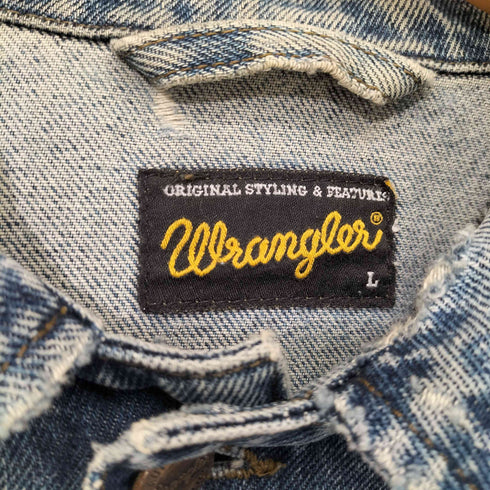 ORIGINAL STYLING & FEATURES
Wrangler®
L